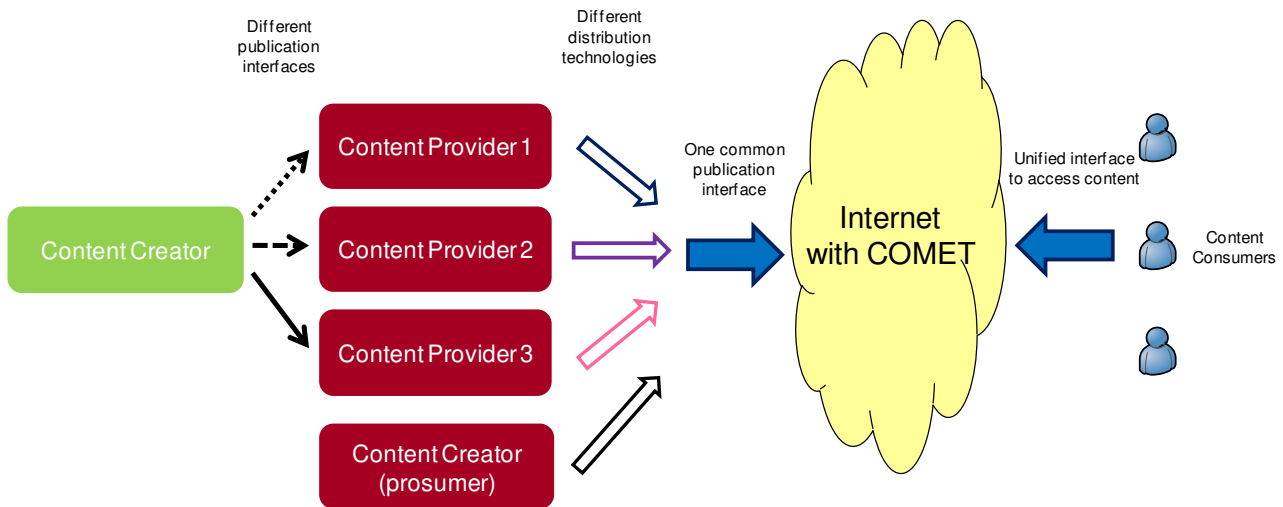 Different
publication
interfaces
Different
distribution
technologies
Content Creator
Content Provider 1
Content Provider 2
Content Provider 3
Content Creator
(prosumer)
One common
publication
interface
Internet
with COMET
Unified interface
to access content
Content
Consumers